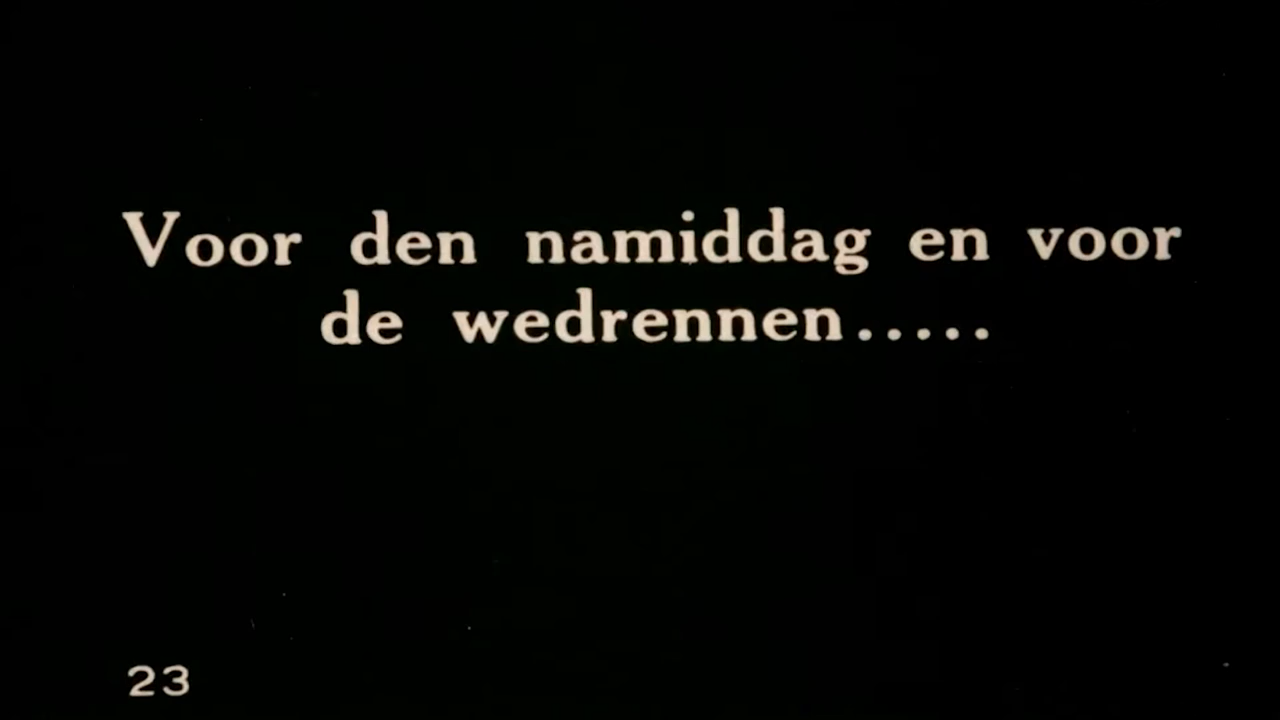 Voor den namiddag en voor
de wedrennen.....
23